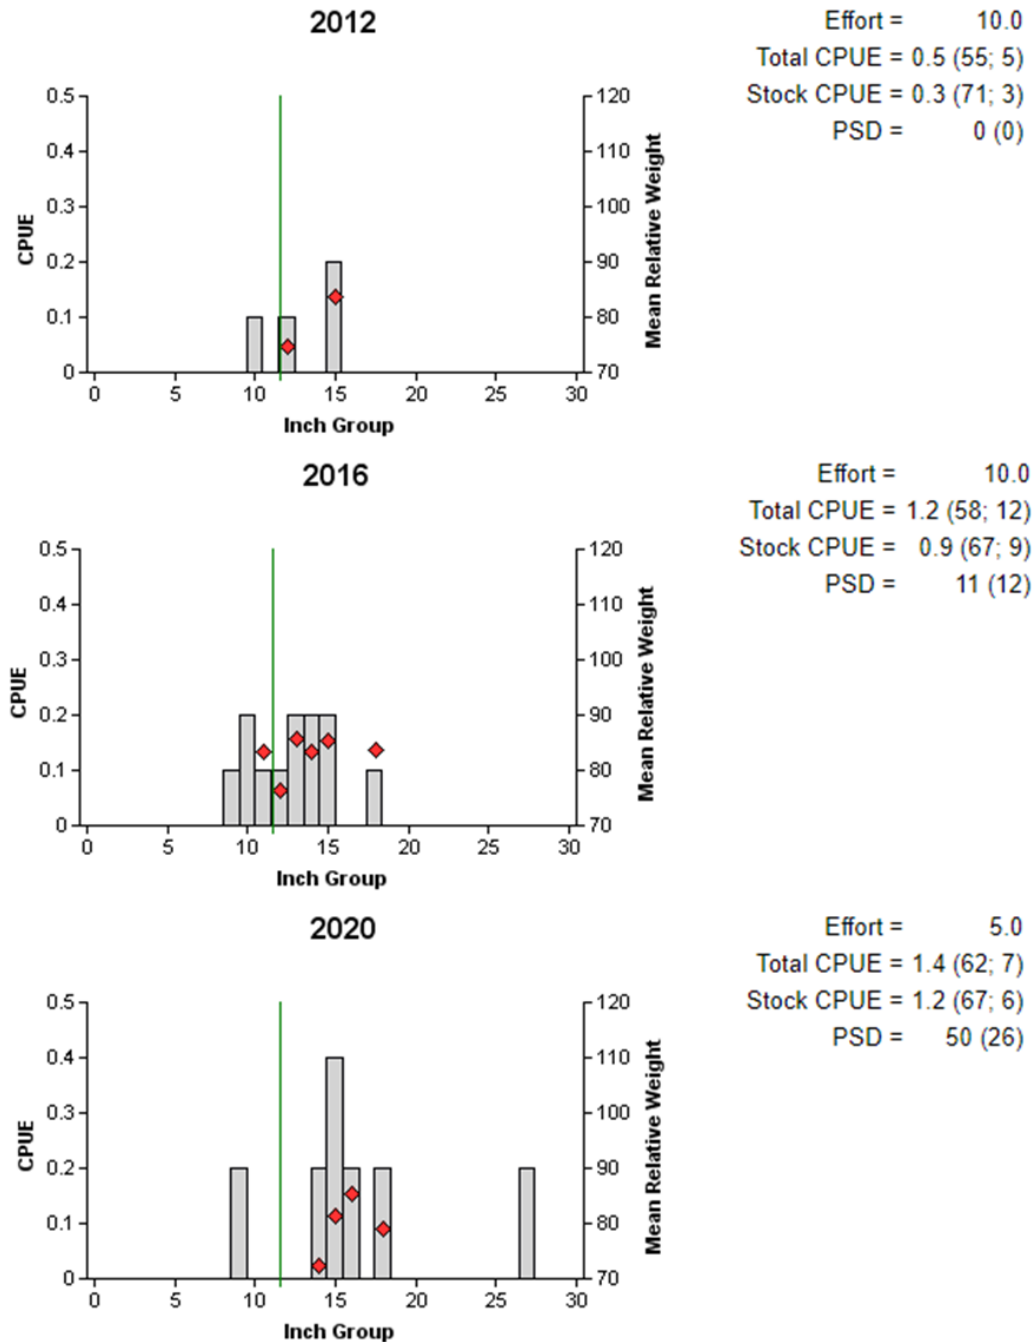 2012
Effort = 10.0
Total CPUE = 0.5 (55; 5)
Stock CPUE = 0.3 (71; 3)
PSD = 0 (0)
0.5
0.4
0.3
0.2
0.1
0
CPUE
120
110
100
90
80
70
Mean Relative Weight
0 5 10 15 20 25 30
Inch Group
2016
Effort = 10.0
Total CPUE = 1.2 (58; 12)
Stock CPUE = 0.9 (67; 9)
PSD = 11 (12)
0.5
0.4
0.3
0.2
0.1
0
CPUE
120
110
100
90
80
70
Mean Relative Weight
0 5 10 15 20 25 30
Inch Group
2020
Effort = 5.0
Total CPUE = 1.4 (62; 7)
Stock CPUE = 1.2 (67; 6)
PSD = 50 (26)
0.5
0.4
0.3
0.2
0.1
0
CPUE
120
110
100
90
80
70
Mean Relative Weight
0 5 10 15 20 25 30
Inch Group